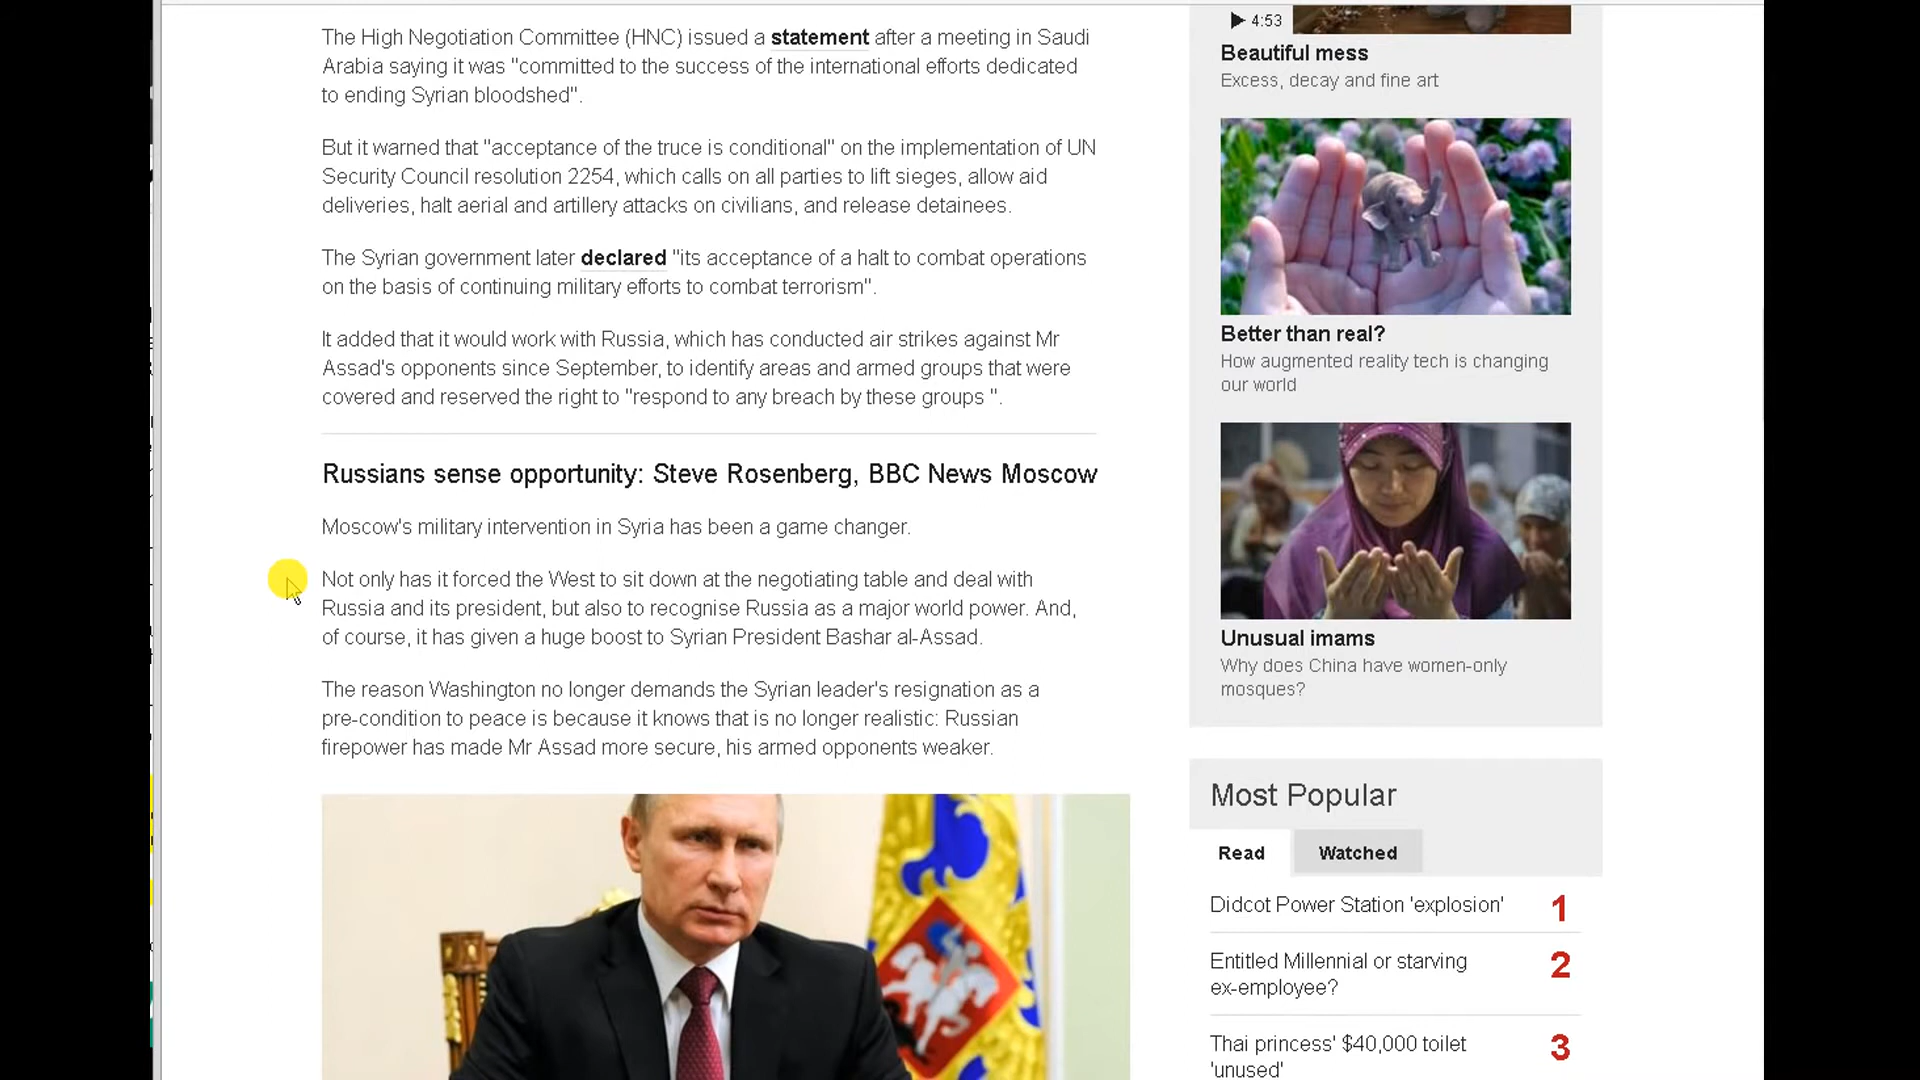 The High Negotiation Committee (HNC) issued a statement after a meeting in Saudi
Arabia saying it was "committed to the success of the international efforts dedicated
to ending Syrian bloodshed".
But it warned that "acceptance of the truce is conditional" on the implementation of UN
Security Council resolution 2254, which calls on all parties to lift sieges, allow aid
deliveries, halt aerial and artillery attacks on civilians, and release detainees.
The Syrian government later declared "its acceptance of a halt to combat operations
on the basis of continuing military efforts to combat terrorism".
It added that it would work with Russia, which has conducted air strikes against Mr
Assad's opponents since September, to identify areas and armed groups that were
covered and reserved the right to "respond to any breach by these groups ".
Russians sense opportunity: Steve Rosenberg, BBC News Moscow
Moscow's military intervention in Syria has been a game changer.
Not only has it forced the West to sit down at the negotiating table and deal with
Russia and its president, but also to recognise Russia as a major world power. And,
of course, it has given a huge boost to Syrian President Bashar al-Assad.
The reason Washington no longer demands the Syrian leader's resignation as a
pre-condition to peace is because it knows that is no longer realistic: Russian
firepower has made Mr Assad more secure, his armed opponents weaker.
4:53
Beautiful mess
Excess, decay and fine art
Better than real?
How augmented reality tech is changing
our world
Unusual imams
Why does China have women-only
mosques?
Most Popular
Read Watched
Didcot Power Station 'explosion' 1
Entitled Millennial or starving 2
ex-employee?
Thai princess' $40,000 toilet 3
'unused'